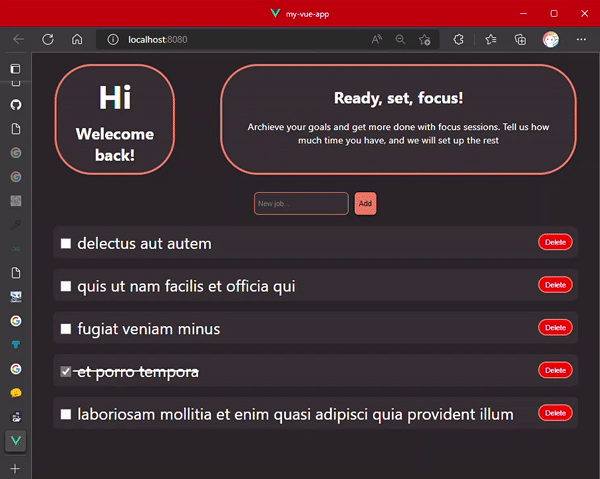 my-vue-app
localhost:8080
Hi
Welecome
back!
Ready, set, focus!
Archieve your goals and get more done with focus sessions. Tell us how
much time you have, and we will set up the rest
New job...
Add
delectus aut autem
Delete
quis ut nam facilis et officia qui
Delete
fugiat veniam minus
Delete
et porro tempora
Delete
laboriosam mollitia et enim quasi adipisci quia provident illum
Delete